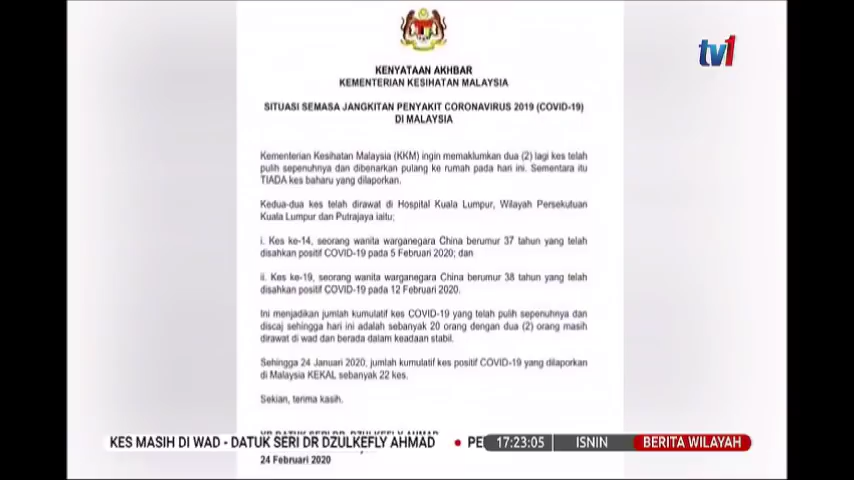 tv1
KENYATAAN AKHBAR
KEMENTERIAN KESIHATAN MALAYSIA
SITUASI SEMASA JANGKITAN PENYAKIT CORONAVIRUS 2019 (COVID-19)
DI MALAYSIA
Kementerian Kesihatan Malaysia (KKM) ingin memaklumkan dua (2) lagi kes telah
pulih sepenuhnya dan dibenarkan pulang ke rumah pada hari ini. Sementara itu
TIADA kes baharu yang dilaporkan.
Kedua-dua kes telah dirawat di Hospital Kuala Lumpur, Wilayah Persekutuan
Kuala Lumpur dan Putrajaya iaitu;
i. Kes ke-14, seorang wanita warganegara China berumur 37 tahun yang telah
disahkan positif COVID-19 pada 5 Februari 2020; dan
ii. Kes ke-19, seorang wanita warganegara China berumur 38 tahun yang telah
disahkan positif COVID-19 pada 12 Februari 2020.
Ini menjadikan jumlah kumulatif kes COVID-19 yang telah pulih sepenuhnya dan
discaj sehingga hari ini adalah sebanyak 20 orang dengan dua (2) orang masih
dirawat di wad dan berada dalam keadaan stabil.
Sehingga 24 Januari 2020, jumlah kumulatif kes positif COVID-19 yang dilaporkan
di Malaysia KEKAL sebanyak 22 kes.
Sekian, terima kasih.
YB DATUK SERI DR. DZULKEFLY AHMAD
KES MASIH DI WAD - DATUK SERI DR DZULKEFLY AHMAD • PE 17:23:05 ISNIN BERITA WILAYAH
24 Februari 2020